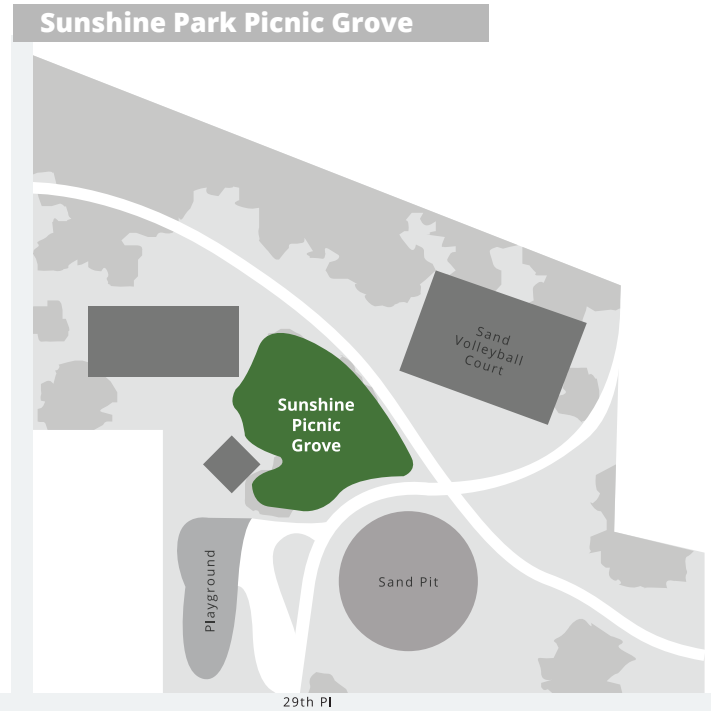 Sunshine Park Picnic Grove
Sand
Volleyball
Court
Sunshine
Picnic
Grove
Playground
Sand Pit
29th Pl